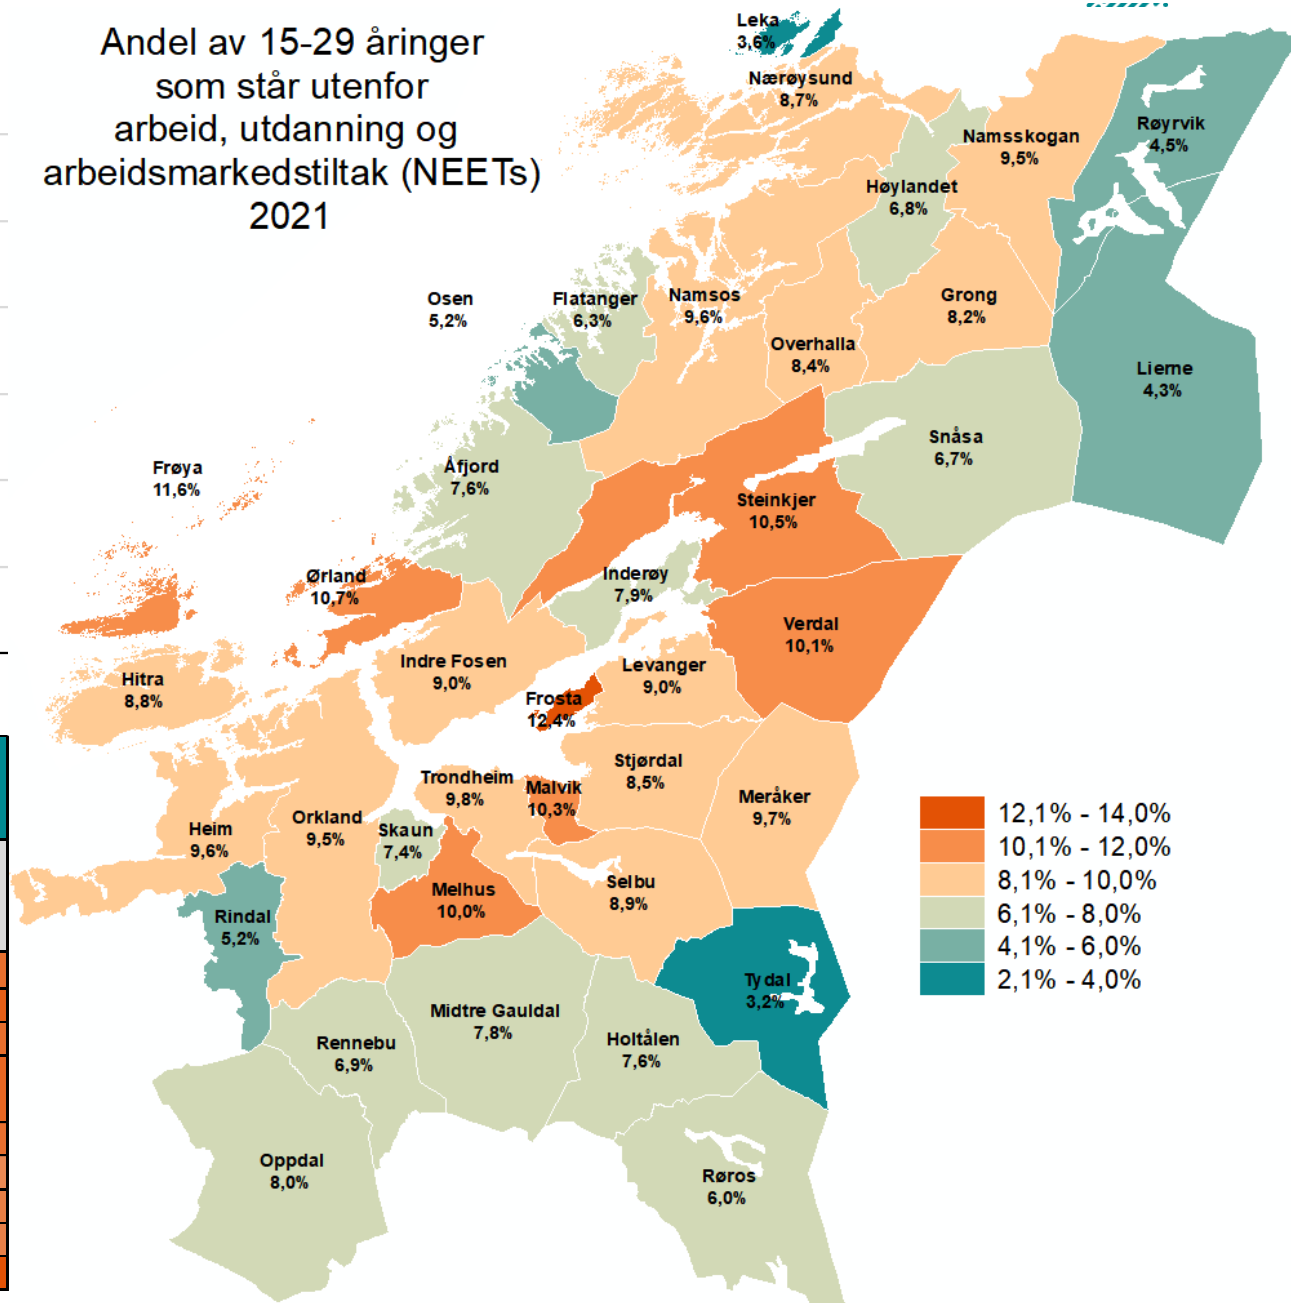 Andel av 15-29 åringer
som står utenfor
arbeid, utdanning og
arbeidsmarkedstiltak (NEETs)
2021
Leka
3,6%
Nærøysund
8,7%
Namsskogan
9,5%
Røyrvik
4,5%
Høylandet
6,8%
Osen
5,2%
Flatanger
6,3%
Namsos
9,6%
Grong
8,2%
Overhalla
8,4%
Lierne
4,3%
Snåsa
6,7%
Frøya
11,6%
Åfjord
7,6%
Steinkjer
10,5%
Ørland
10,7%
Inderøy
7,9%
Verdal
10,1%
Hitra
8,8%
Indre Fosen
9,0%
Levanger
9,0%
Frosta
12,4%
Stjørdal
8,5%
Trondheim
9,8%
Malvik
10,3%
Meråker
9,7%
Orkland
9,5%
Heim
9,6%
Skaun
7,4%
Melhus
10,0%
Selbu
8,9%
Rindal
5,2%
Tydal
3,2%
Midtre Gauldal
7,8%
Holtålen
7,6%
Rennebu
6,9%
Oppdal
8,0%
Røros
6,0%
12,1% - 14,0%
10,1% - 12,0%
8,1% - 10,0%
6,1% - 8,0%
4,1% - 6,0%
2,1% - 4,0%